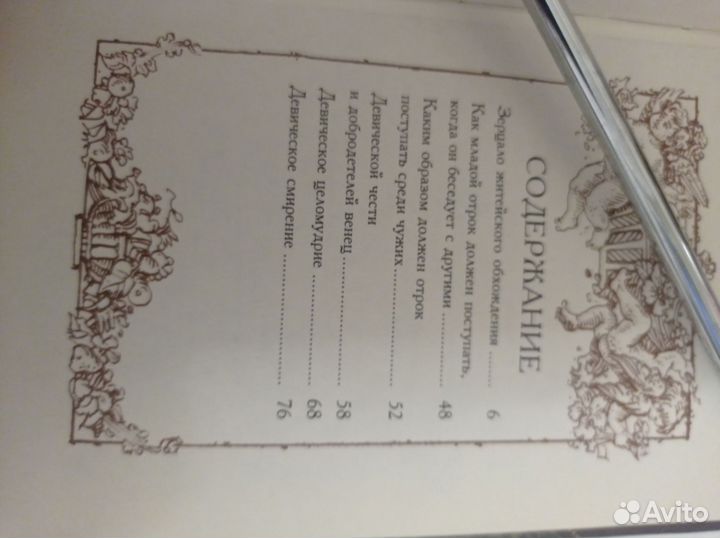 СОДЕРЖАНИЕ
Зерцало житейского обхождения ........ 6
Как младой отрок должен поступать,
когда он беседует с другими .............. 48
Каким образом должен отрок
поступать среди чужих ..................... 52
Девической чести
и добродетелей венец ....................... 58
Девическое целомудрие .................... 68
Девическое смирение ....................... 76
Avito